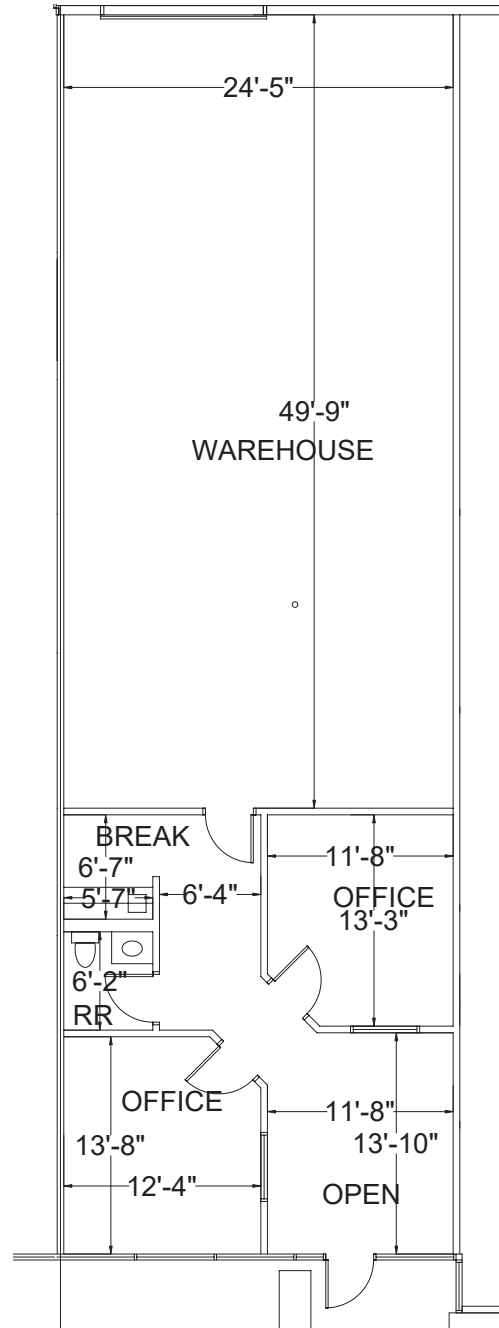 24'-5"
49'-9"
WAREHOUSE
BREAK
6'-7"
5'-7"
6'-4"
11'-8"
OFFICE
13'-3"
6'-2"
RR
OFFICE
13'-8"
12'-4"
11'-8"
13'-10"
OPEN